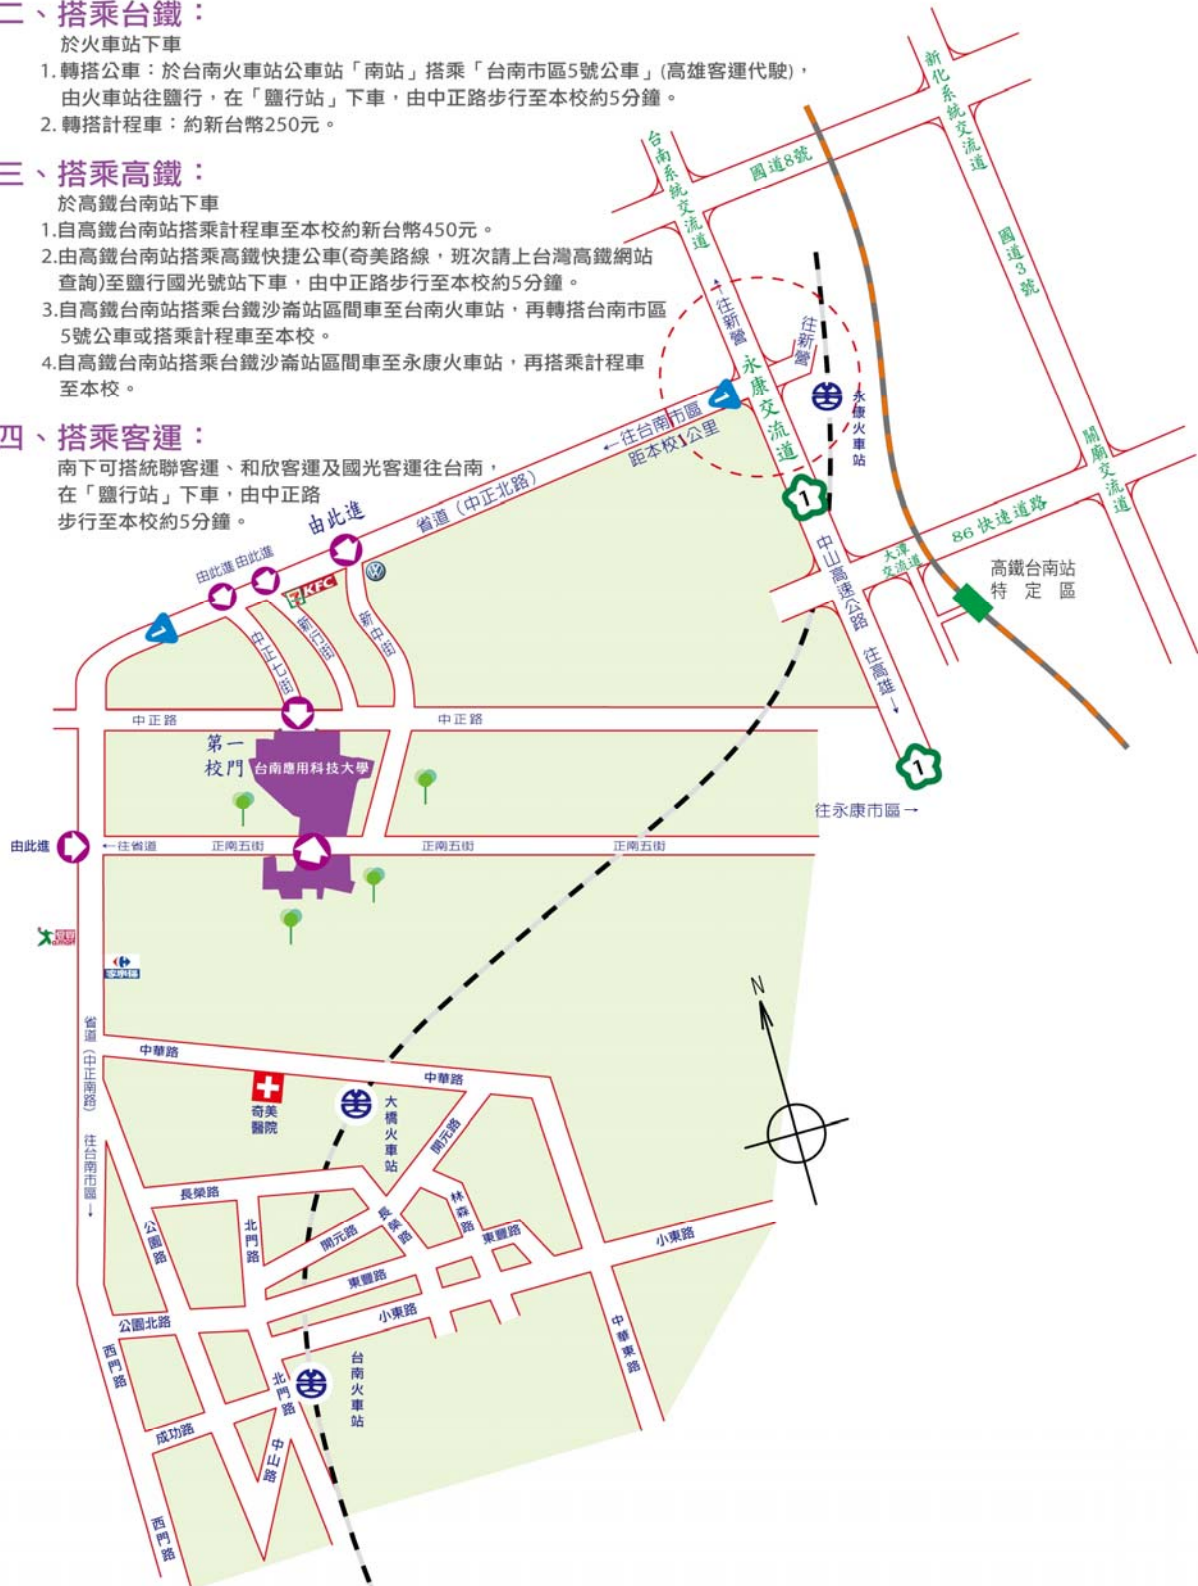 二、搭乘台鐵：
於火車站下車
1. 轉搭公車：於台南火車站公車站「南站」搭乘「台南市區5號公車」(高雄客運代駛)，
由火車站往鹽行，在「鹽行站」下車，由中正路步行至本校約5分鐘。
2. 轉搭計程車：約新台幣250元。
三、搭乘高鐵：
於高鐵台南站下車
1.自高鐵台南站搭乘計程車至本校約新台幣450元。
2.由高鐵台南站搭乘高鐵快捷公車(奇美路線，班次請上台灣高鐵網站
查詢)至鹽行國光號站下車，由中正路步行至本校約5分鐘。
3.自高鐵台南站搭乘台鐵沙崙站區間車至台南火車站，再轉搭台南市區
5號公車或搭乘計程車至本校。
4.自高鐵台南站搭乘台鐵沙崙站區間車至永康火車站，再搭乘計程車
至本校。
四、搭乘客運：
南下可搭統聯客運、和欣客運及國光客運往台南，
在「鹽行站」下車，由中正路
步行至本校約5分鐘。
新化系統交流道
台南系統交流道
國道8號
國道3號
↑往新營
往新營
永康交流道
1
永康火車站
←往台南市區
距本校1公里
關廟交流道
省道（中正北路）
1
86 快速道路
大潭
交流道
中山高速公路
高鐵台南站
特 定 區
由此進
由此進
由此進
KFC
7
1
新中街
新行街
中正七街
往高雄→
中正路
中正路
第一
校門
台南應用科技大學
1
往永康市區→
由此進
←往省道
正南五街
正南五街
正南五街
家樂福
N
省道（中正南路）
往台南市區→
中華路
中華路
奇美
醫院
大橋火車站
開元路
長榮路
公園路
北門路
開元路
長榮路
林森路
東豐路
小東路
東豐路
小東路
公園北路
西門路
中華東路
台南火車站
北門路
成功路
中山路
西門路